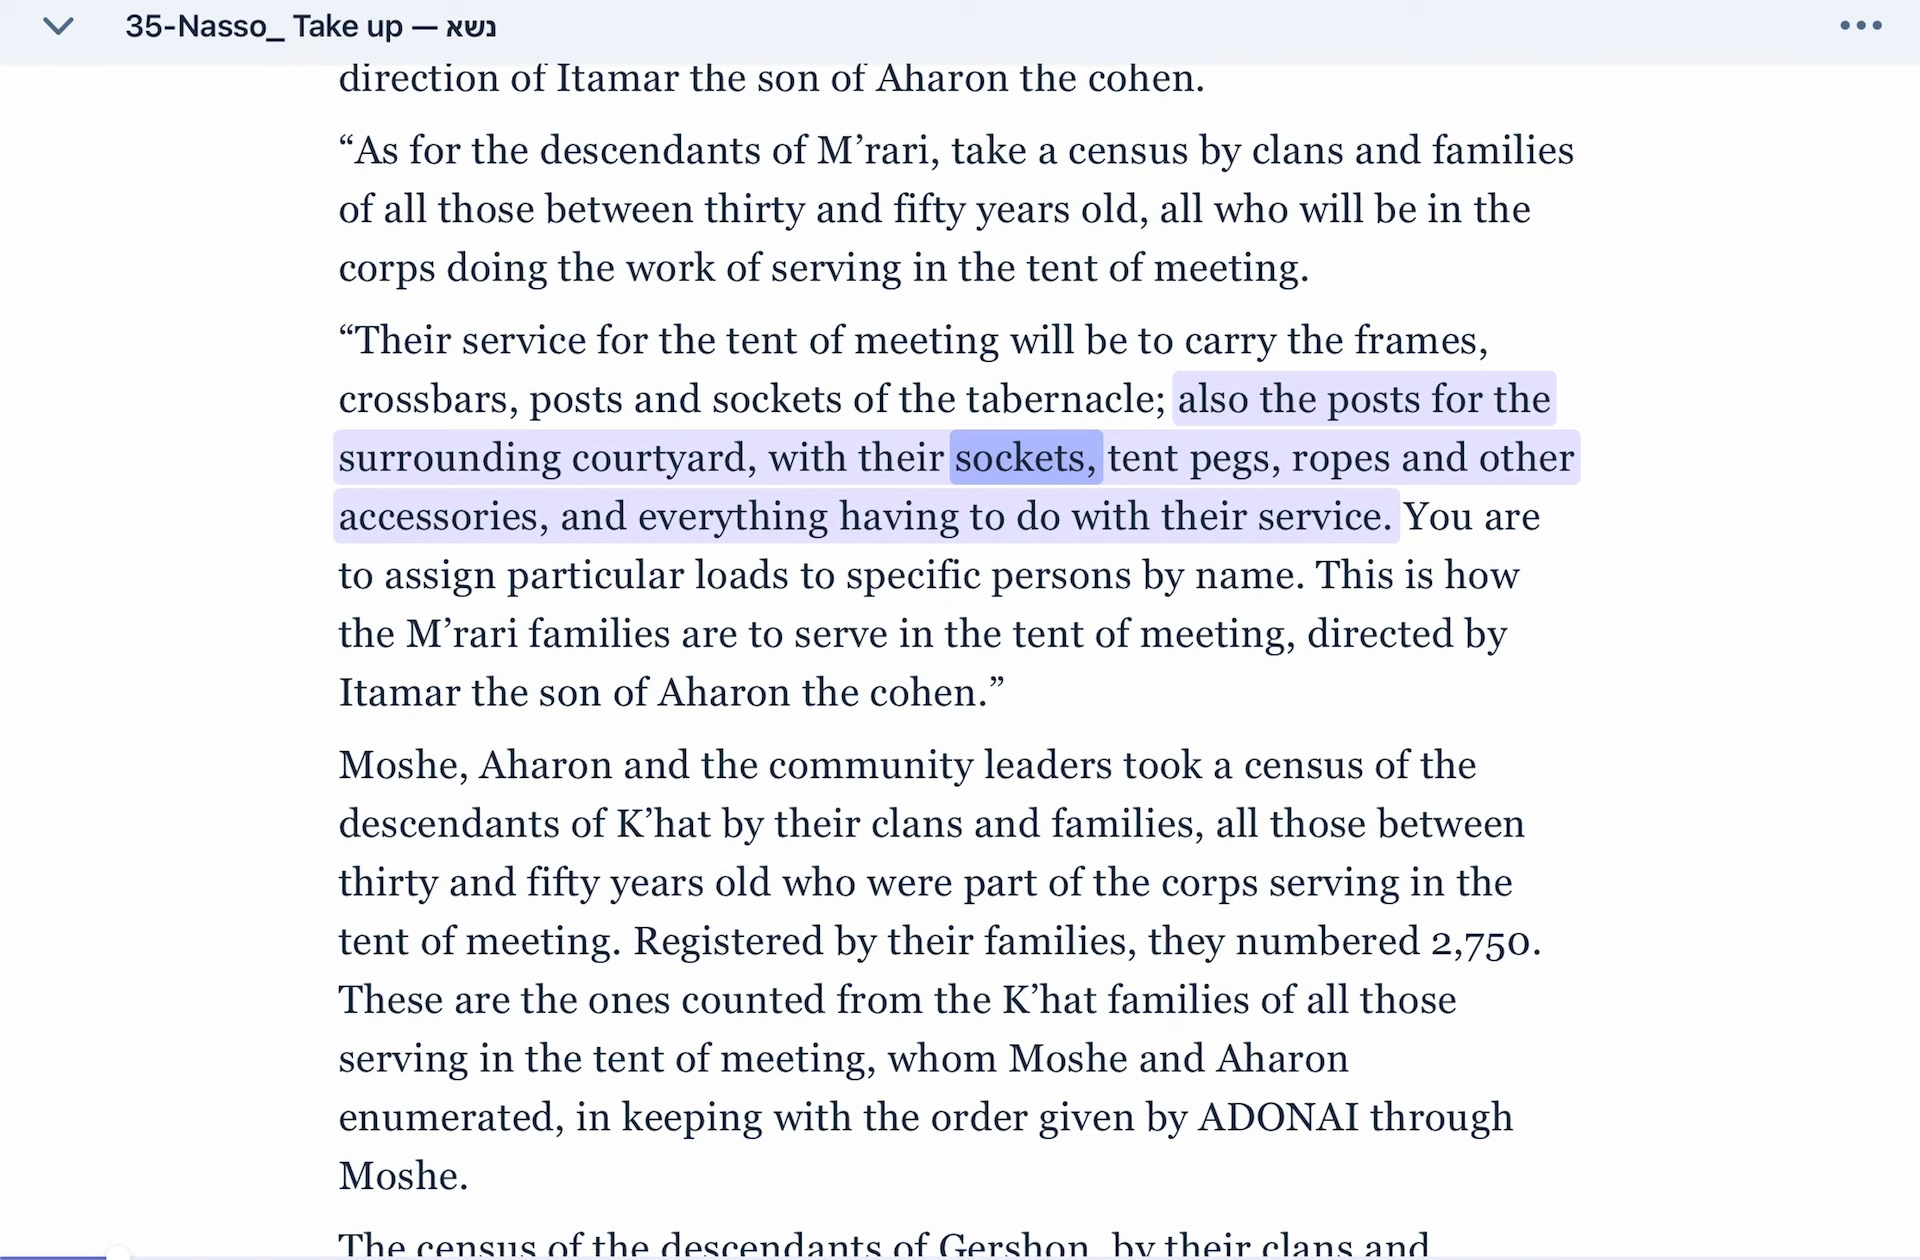 35-Nasso_ Take up — נשא
direction of Itamar the son of Aharon the cohen.
“As for the descendants of M’rari, take a census by clans and families
of all those between thirty and fifty years old, all who will be in the
corps doing the work of serving in the tent of meeting.
“Their service for the tent of meeting will be to carry the frames,
crossbars, posts and sockets of the tabernacle; also the posts for the
surrounding courtyard, with their sockets, tent pegs, ropes and other
accessories, and everything having to do with their service. You are
to assign particular loads to specific persons by name. This is how
the M’rari families are to serve in the tent of meeting, directed by
Itamar the son of Aharon the cohen.”
Moshe, Aharon and the community leaders took a census of the
descendants of K’hat by their clans and families, all those between
thirty and fifty years old who were part of the corps serving in the
tent of meeting. Registered by their families, they numbered 2,750.
These are the ones counted from the K’hat families of all those
serving in the tent of meeting, whom Moshe and Aharon
enumerated, in keeping with the order given by ADONAI through
Moshe.
The census of the descendants of Gershon, by their clans and